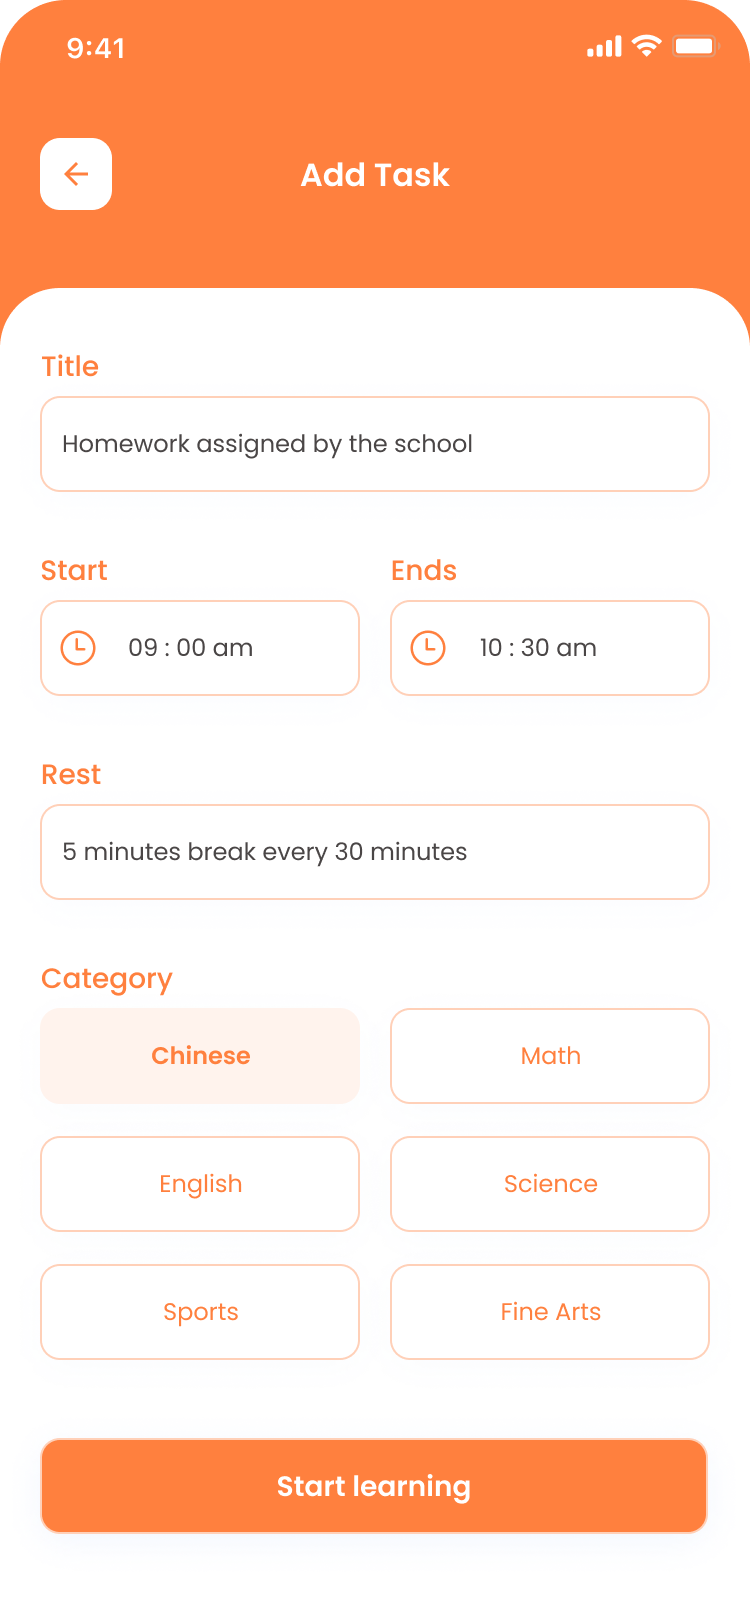 9:41
Add Task
Title
Homework assigned by the school
Start
Ends
09 : 00 am
10 : 30 am
Rest
5 minutes break every 30 minutes
Category
Chinese
Math
English
Science
Sports
Fine Arts
Start learning